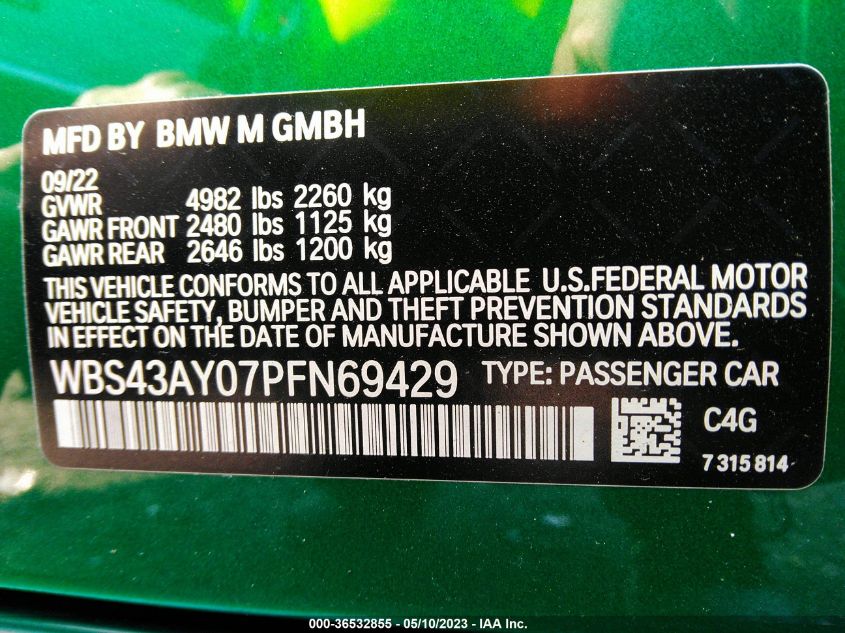 MFD BY BMW M GMBH
09/22
GVWR 4982 lbs 2260 kg
GAWR FRONT 2480 lbs 1125 kg
GAWR REAR 2646 lbs 1200 kg
THIS VEHICLE CONFORMS TO ALL APPLICABLE U.S.FEDERAL MOTOR
VEHICLE SAFETY, BUMPER AND THEFT PREVENTION STANDARDS
IN EFFECT ON THE DATE OF MANUFACTURE SHOWN ABOVE.
WBS43AY07PFN69429 TYPE: PASSENGER CAR
C4G
7 315 814
000-36532855 - 05/10/2023 - IAA Inc.